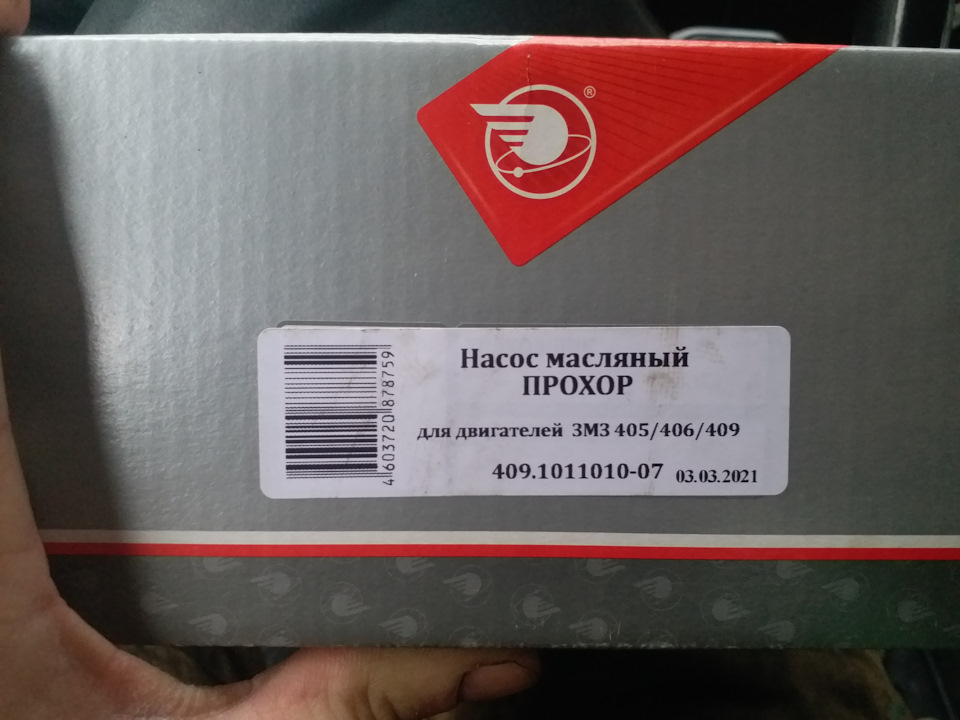 ®
Насос масляный
ПРОХОР
для двигателей ЗМЗ 405/406/409
409.1011010-07 03.03.2021
4603720878759